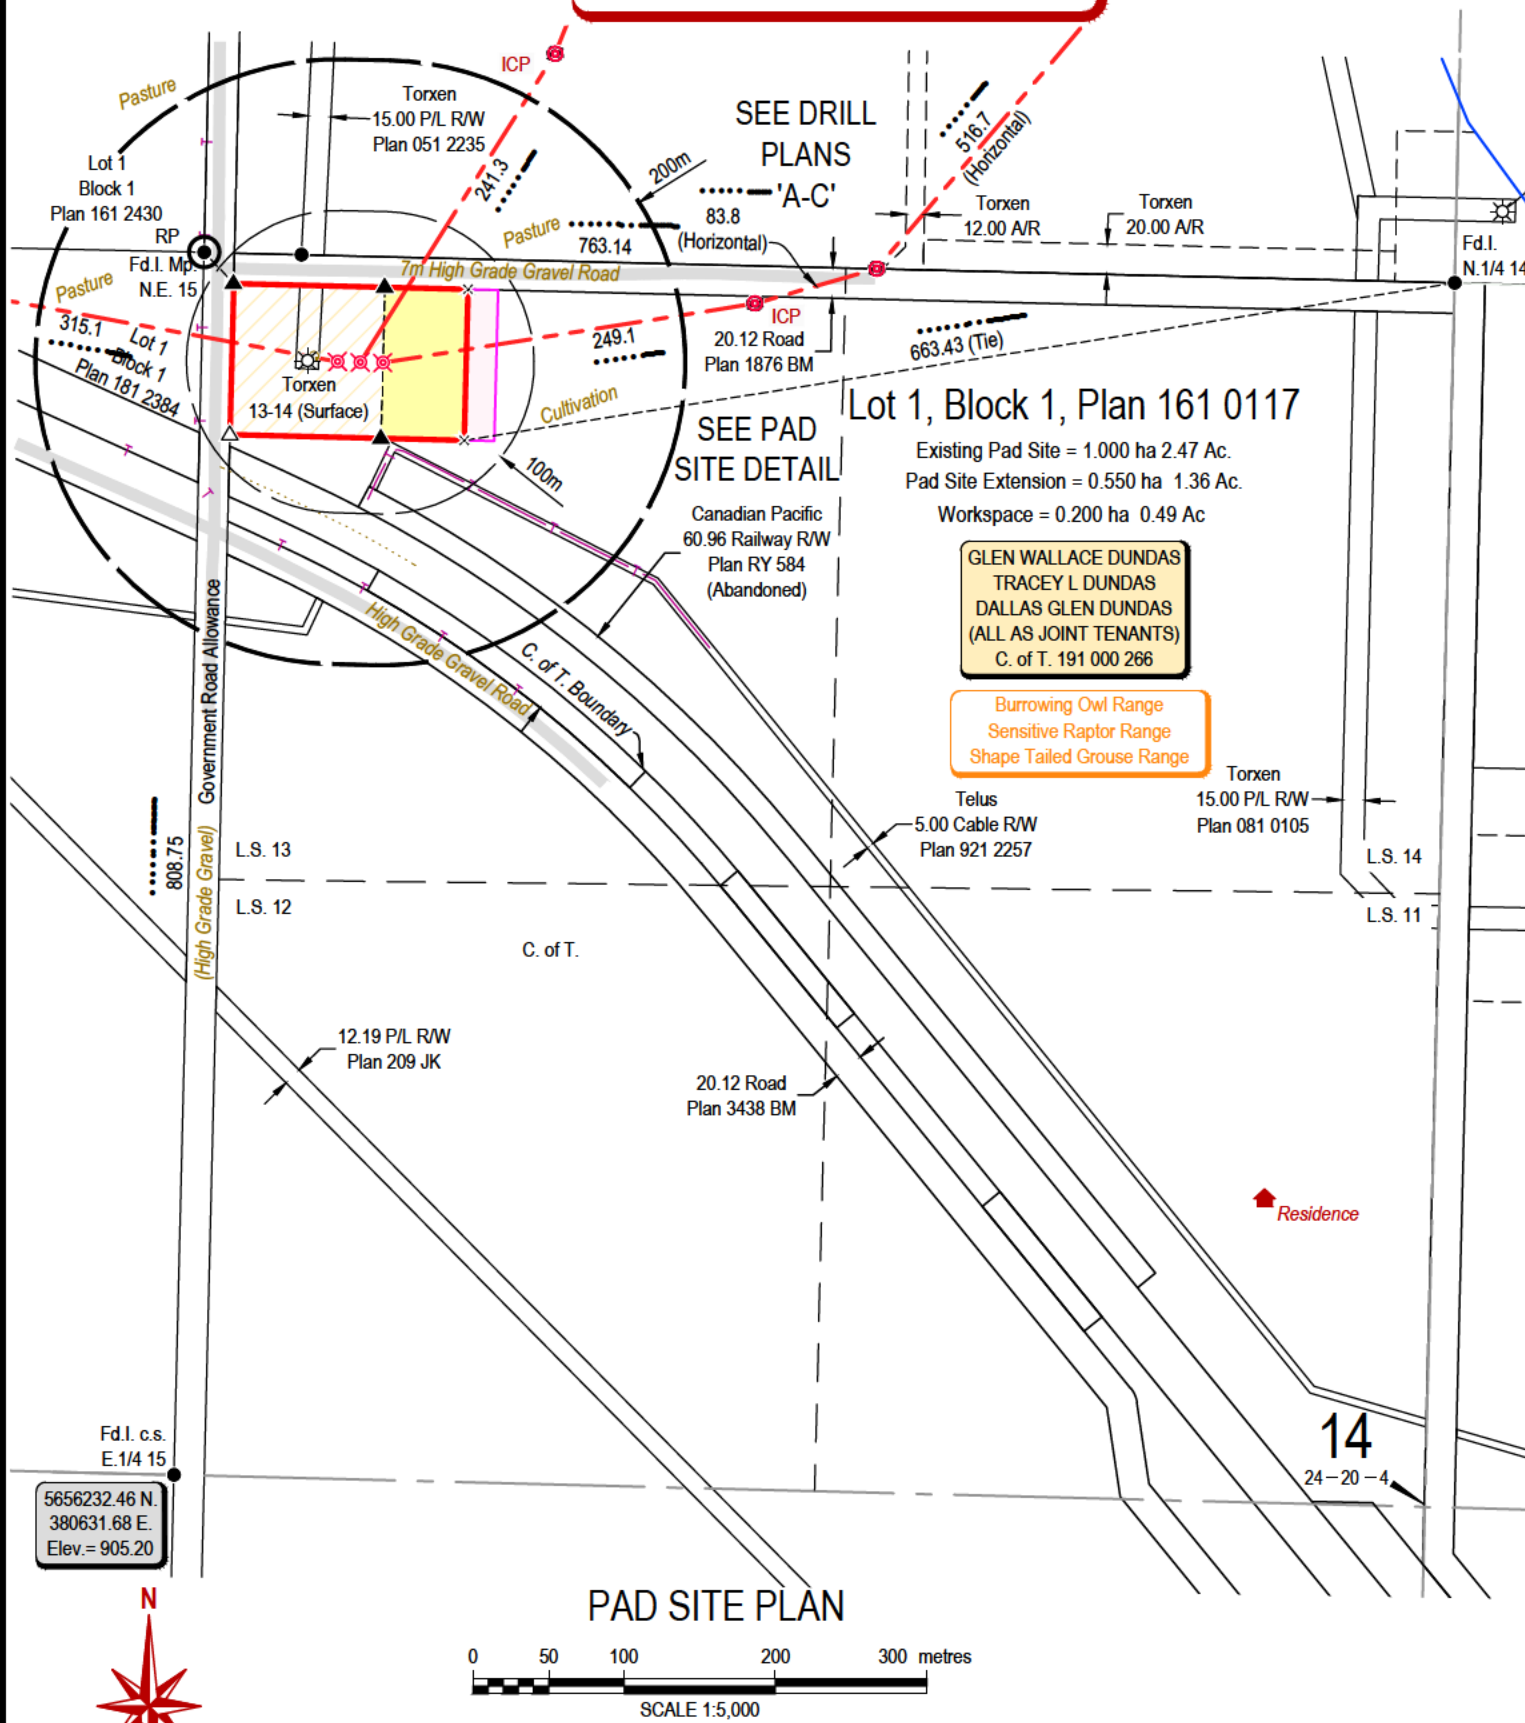 ICP
Pasture
Torxen
15.00 P/L R/W
Plan 051 2235
SEE DRILL
PLANS
'A-C'
516.7
(Horizontal)
Lot 1
Block 1
Plan 161 2430
241.3
200m
RP
Pasture
763.14
83.8
(Horizontal)
Torxen
12.00 A/R
Torxen
20.00 A/R
Fd.I.
N.1/4 14
Fd.I. Mp.
N.E. 15
7m High Grade Gravel Road
Pasture
315.1
Lot 1
Block 1
Plan 181 2384
ICP
249.1
20.12 Road
Plan 1876 BM
663.43 (Tie)
Torxen
13-14 (Surface)
Cultivation
Lot 1, Block 1, Plan 161 0117
SEE PAD
SITE DETAIL
Existing Pad Site = 1.000 ha 2.47 Ac.
Pad Site Extension = 0.550 ha 1.36 Ac.
Workspace = 0.200 ha 0.49 Ac
100m
Canadian Pacific
60.96 Railway R/W
Plan RY 584
(Abandoned)
GLEN WALLACE DUNDAS
TRACEY L DUNDAS
DALLAS GLEN DUNDAS
(ALL AS JOINT TENANTS)
C. of T. 191 000 266
Government Road Allowance
High Grade Gravel Road
C. of T. Boundary
Burrowing Owl Range
Sensitive Raptor Range
Shape Tailed Grouse Range
Telus
5.00 Cable R/W
Plan 921 2257
Torxen
15.00 P/L R/W
Plan 081 0105
808.75
(High Grade Gravel)
L.S. 13
L.S. 12
L.S. 14
L.S. 11
C. of T.
12.19 P/L R/W
Plan 209 JK
20.12 Road
Plan 3438 BM
Residence
14
24-20-4
Fd.I. c.s.
E.1/4 15
5656232.46 N.
380631.68 E.
Elev.= 905.20
N
PAD SITE PLAN
0 50 100 200 300 metres
SCALE 1:5,000